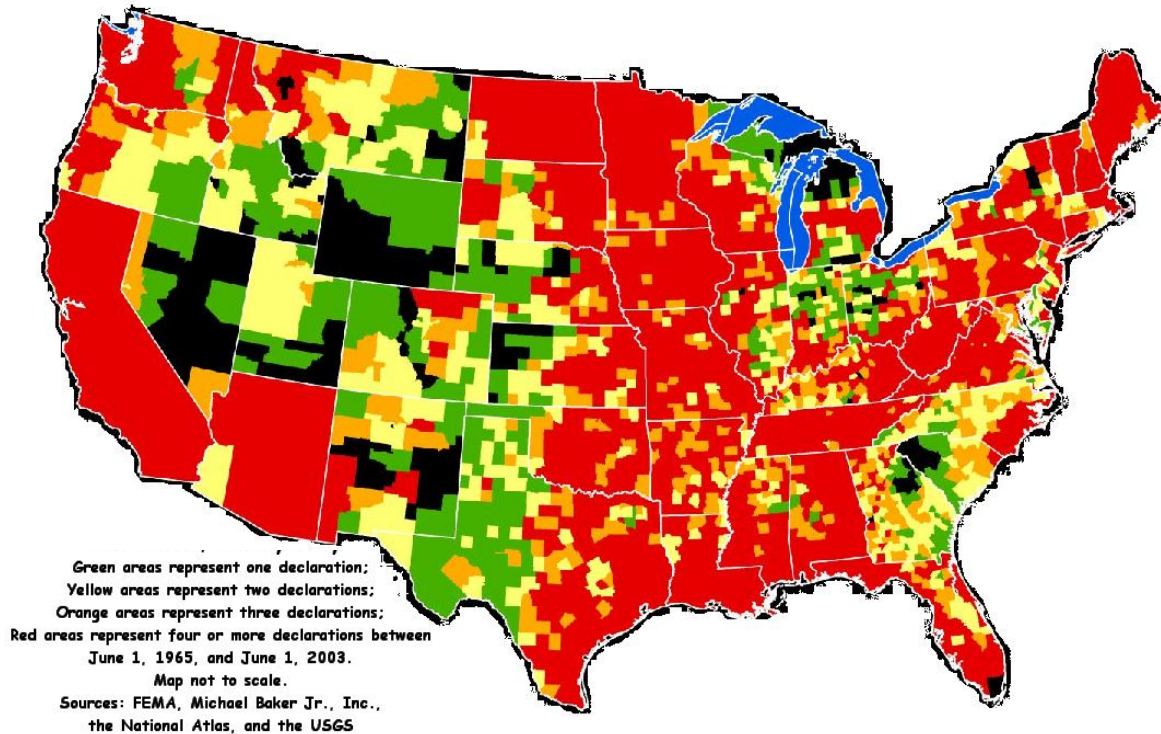 Green areas represent one declaration;
Yellow areas represent two declarations;
Orange areas represent three declarations;
Red areas represent four or more declarations between
June 1, 1965, and June 1, 2003.
Map not to scale.
Sources: FEMA, Michael Baker Jr., Inc.,
the National Atlas, and the USGS